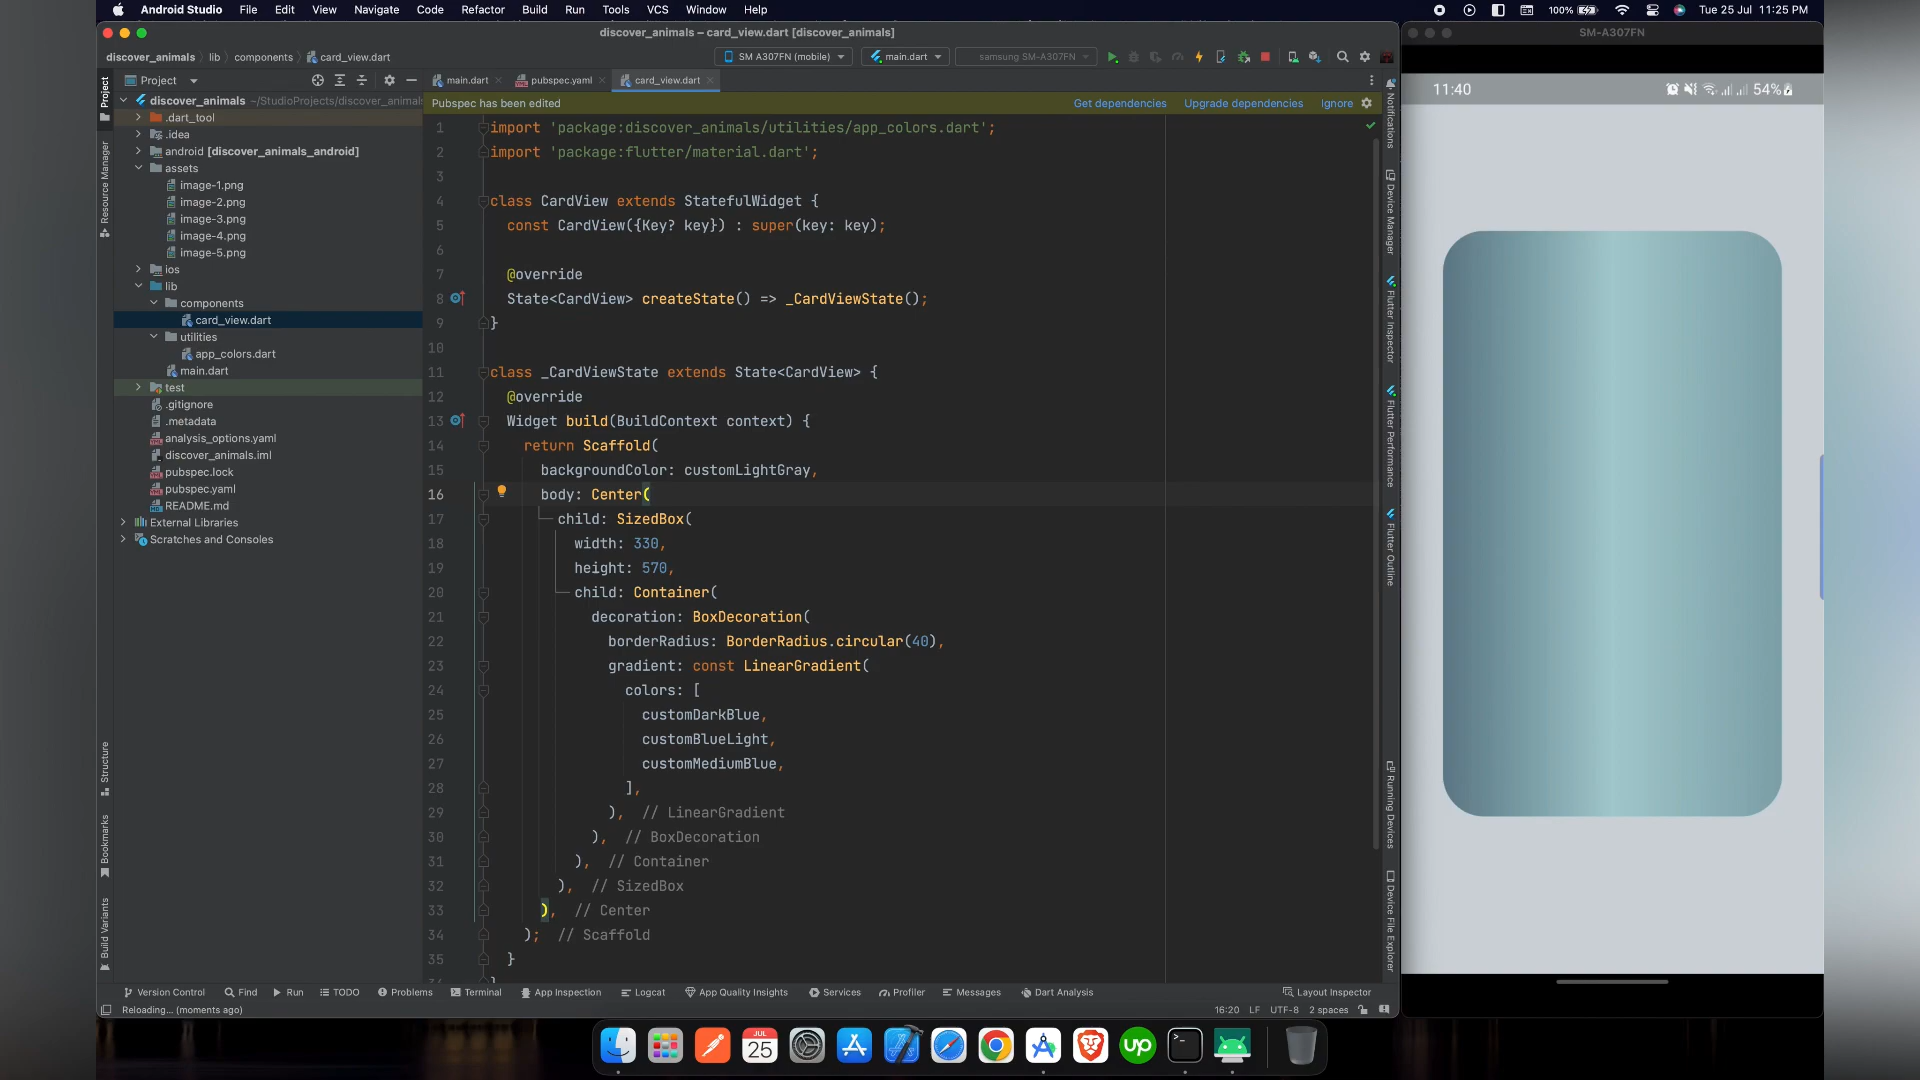 Android Studio File Edit View Navigate Code Refactor Build Run Tools VCS Window Help
100% Tue 25 Jul 11:25 PM
discover_animals – card_view.dart [discover_animals]
SM-A307FN
discover_animals lib components card_view.dart
SM A307FN (mobile) main.dart samsung SM-A307FN
Project
main.dart pubspec.yaml card_view.dart
Pubspec has been edited Get dependencies Upgrade dependencies Ignore
11:40 54%
discover_animals ~/StudioProjects/discover_animals
.dart_tool
.idea
android [discover_animals_android]
assets
image-1.png
image-2.png
image-3.png
image-4.png
image-5.png
ios
lib
components
card_view.dart
utilities
app_colors.dart
main.dart
test
.gitignore
.metadata
analysis_options.yaml
discover_animals.iml
pubspec.lock
pubspec.yaml
README.md
External Libraries
Scratches and Consoles
1 import 'package:discover_animals/utilities/app_colors.dart';
2 import 'package:flutter/material.dart';
3
4 class CardView extends StatefulWidget {
5 const CardView({Key? key}) : super(key: key);
6
7 @override
8 State<CardView> createState() => _CardViewState();
9 }
10
11 class _CardViewState extends State<CardView> {
12 @override
13 Widget build(BuildContext context) {
14 return Scaffold(
15 backgroundColor: customLightGray,
16 body: Center(
17 child: SizedBox(
18 width: 330,
19 height: 570,
20 child: Container(
21 decoration: BoxDecoration(
22 borderRadius: BorderRadius.circular(40),
23 gradient: const LinearGradient(
24 colors: [
25 customDarkBlue,
26 customBlueLight,
27 customMediumBlue,
28 ],
29 ), // LinearGradient
30 ), // BoxDecoration
31 ), // Container
32 ), // SizedBox
33 ), // Center
34 ); // Scaffold
35 }
Project
Resource Manager
Structure
Bookmarks
Build Variants
Notifications
Device Manager
Flutter Inspector
Flutter Performance
Flutter Outline
Running Devices
Device File Explorer
Version Control Find Run TODO Problems Terminal App Inspection Logcat App Quality Insights Services Profiler Messages Dart Analysis Layout Inspector
Reloading... (moments ago) 16:20 LF UTF-8 2 spaces
JUL
25
up